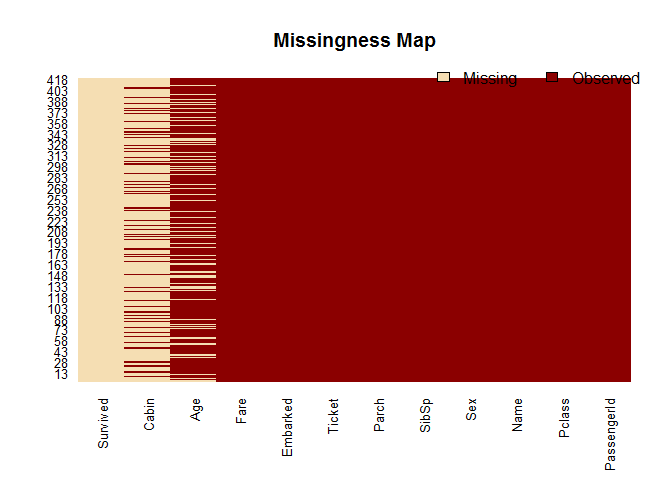 Missingness Map
Missing Observed
418
403
388
373
358
343
328
313
298
283
268
253
238
223
208
193
178
163
148
133
118
103
88
73
58
43
28
13
Survived
Cabin
Age
Fare
Embarked
Ticket
Parch
SibSp
Sex
Name
Pclass
PassengerId